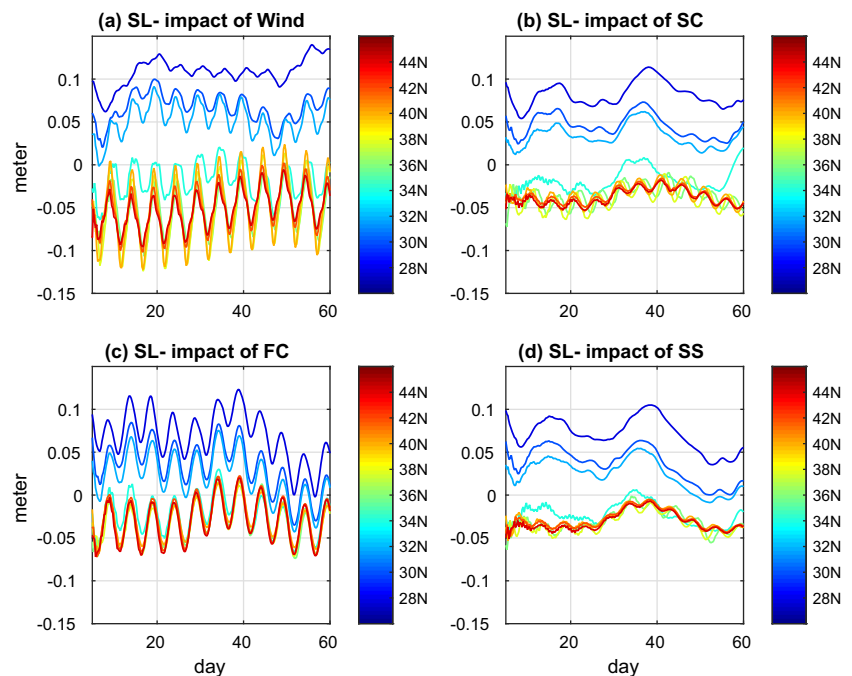 (a) SL- impact of Wind
meter
0.1
0.05
0
-0.05
-0.1
-0.15
20
40
60
44N
42N
40N
38N
36N
34N
32N
30N
28N
(b) SL- impact of SC
0.1
0.05
0
-0.05
-0.1
-0.15
20
40
60
44N
42N
40N
38N
36N
34N
32N
30N
28N
(c) SL- impact of FC
meter
0.1
0.05
0
-0.05
-0.1
-0.15
20
40
60
day
44N
42N
40N
38N
36N
34N
32N
30N
28N
(d) SL- impact of SS
0.1
0.05
0
-0.05
-0.1
-0.15
20
40
60
day
44N
42N
40N
38N
36N
34N
32N
30N
28N